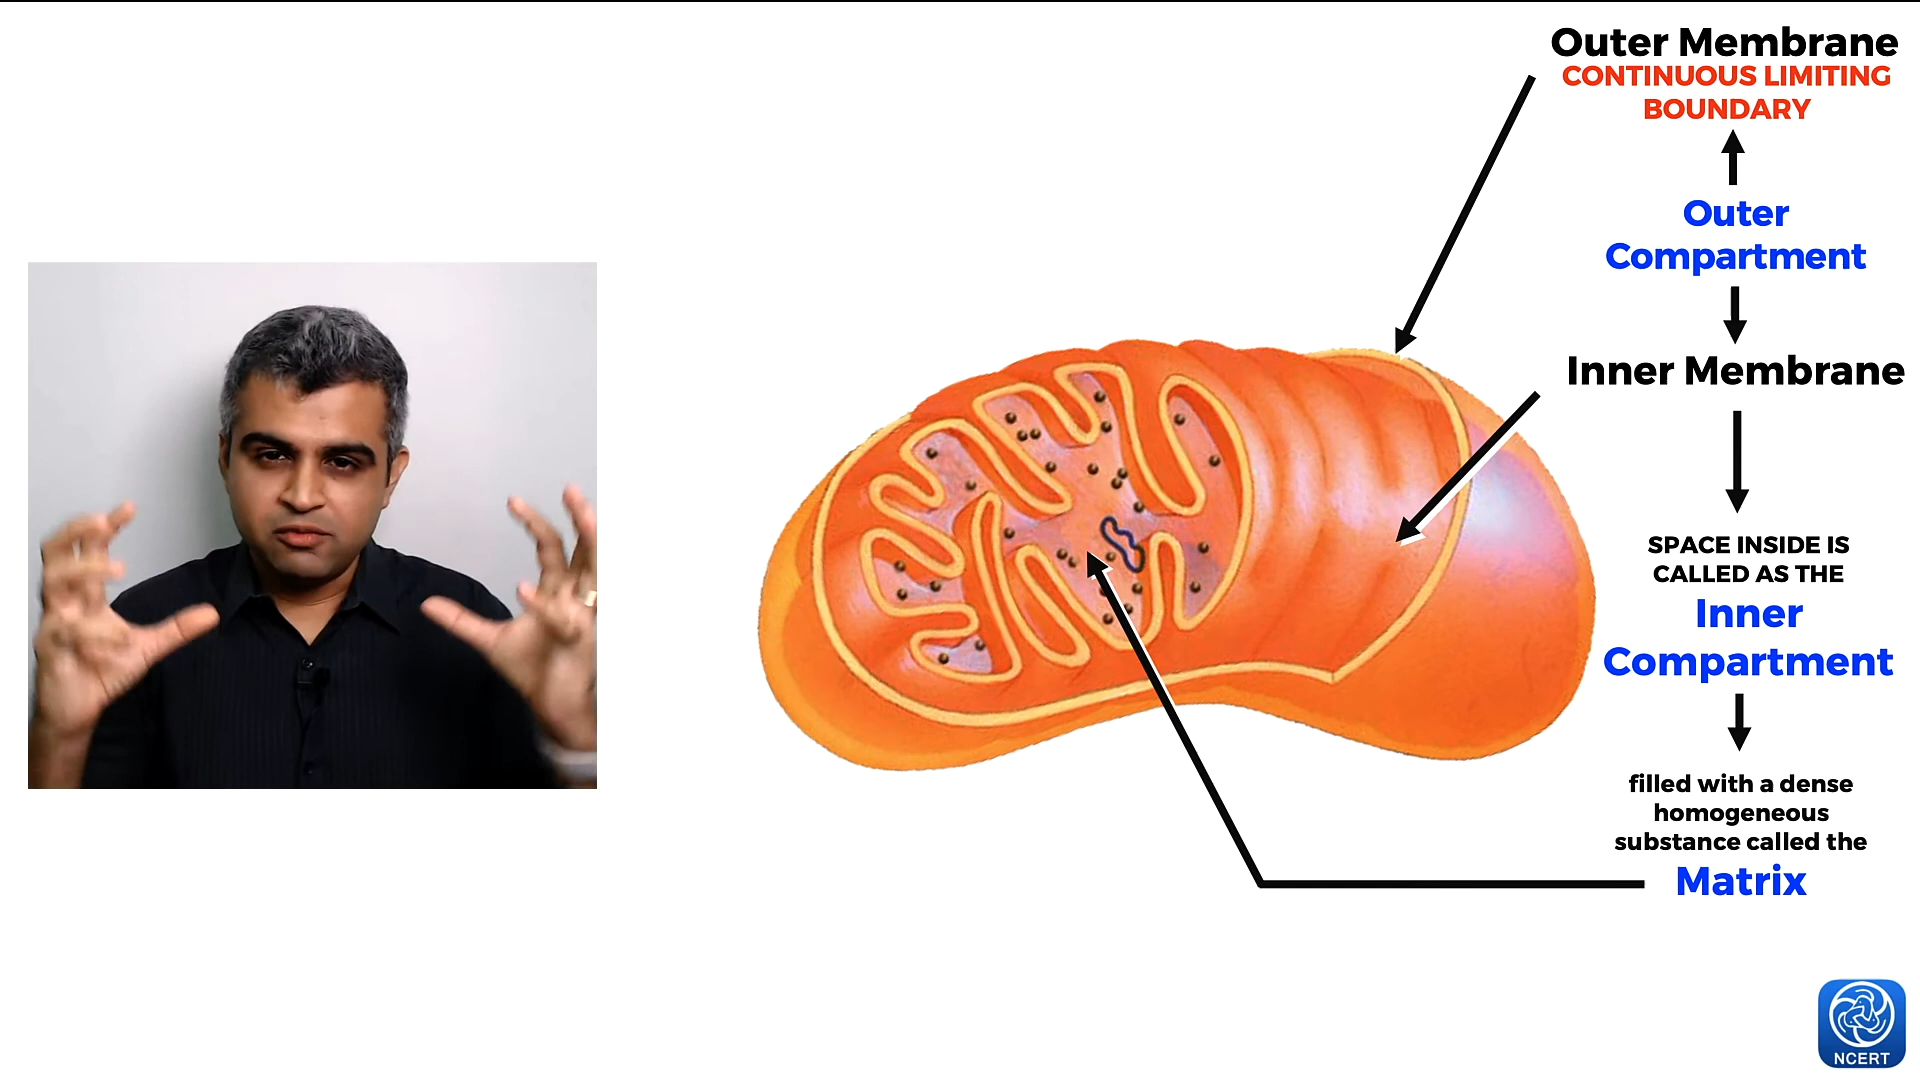 Outer Membrane
CONTINUOUS LIMITING
BOUNDARY
Outer
Compartment
Inner Membrane
SPACE INSIDE IS
CALLED AS THE
Inner
Compartment
filled with a dense
homogeneous
substance called the
Matrix
NCERT